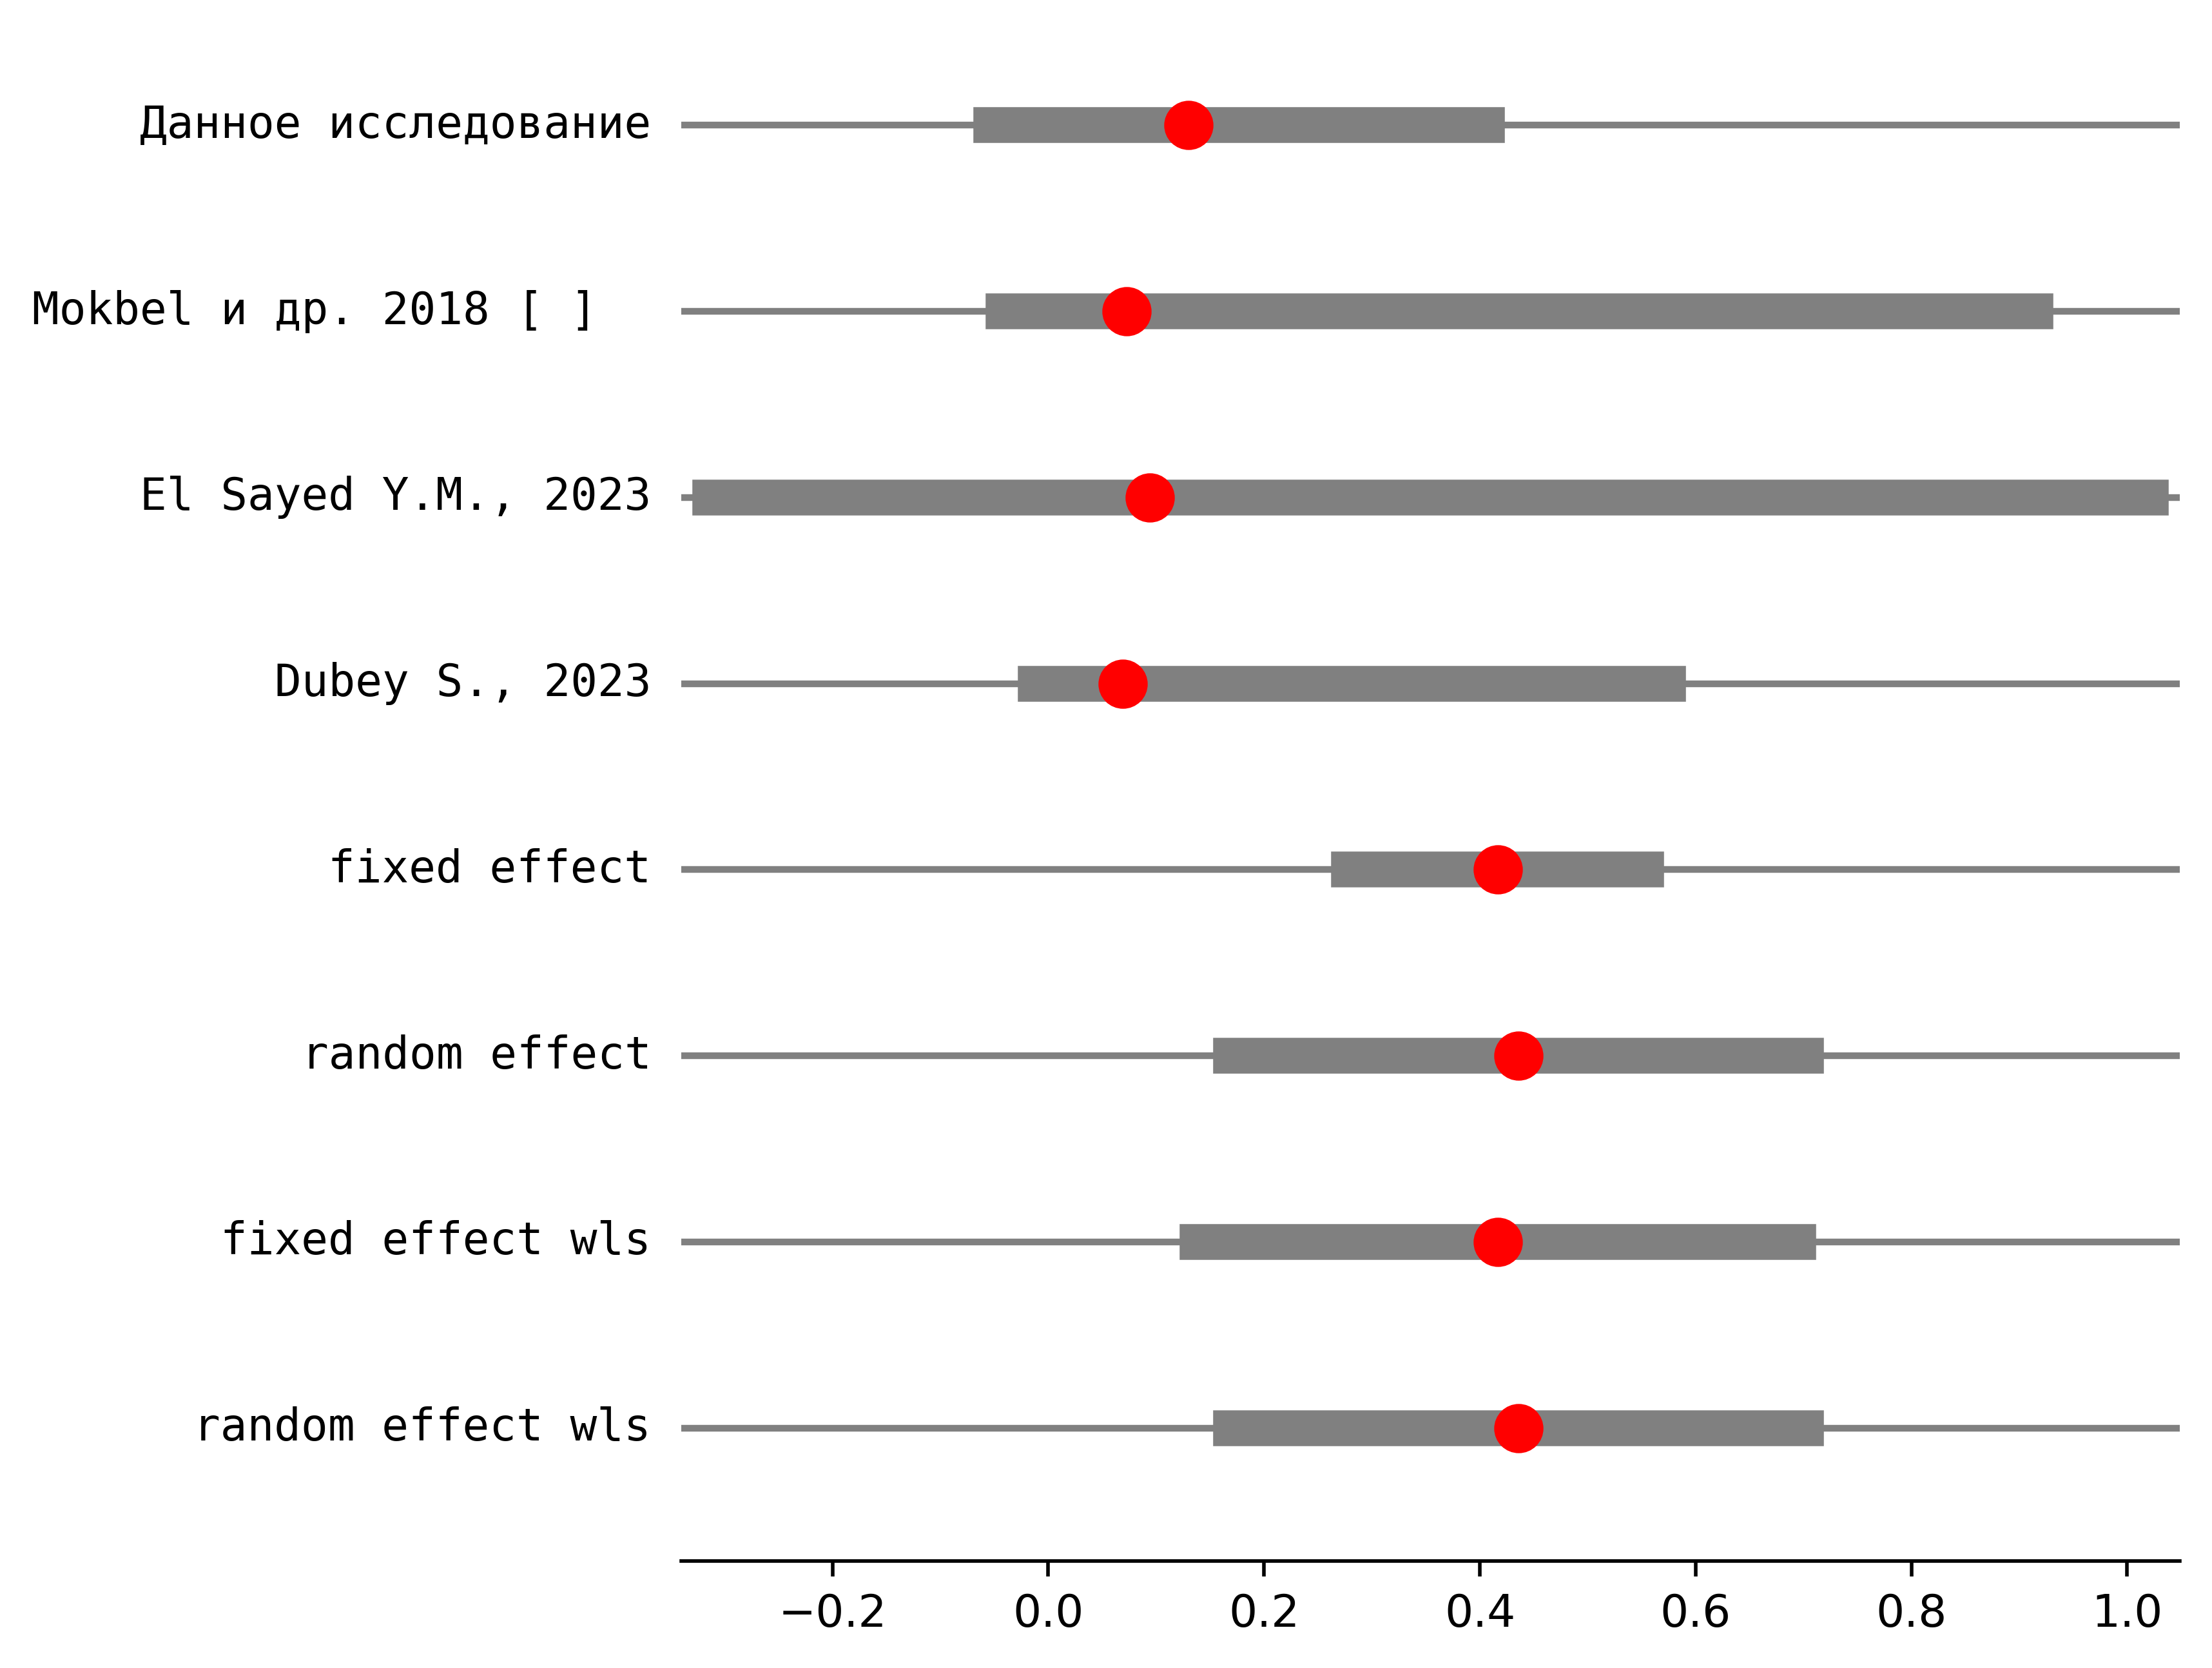 Данное исследование
Mokbel и др. 2018 [ ]
El Sayed Y.M., 2023
Dubey S., 2023
fixed effect
random effect
fixed effect wls
random effect wls
−0.2 0.0 0.2 0.4 0.6 0.8 1.0